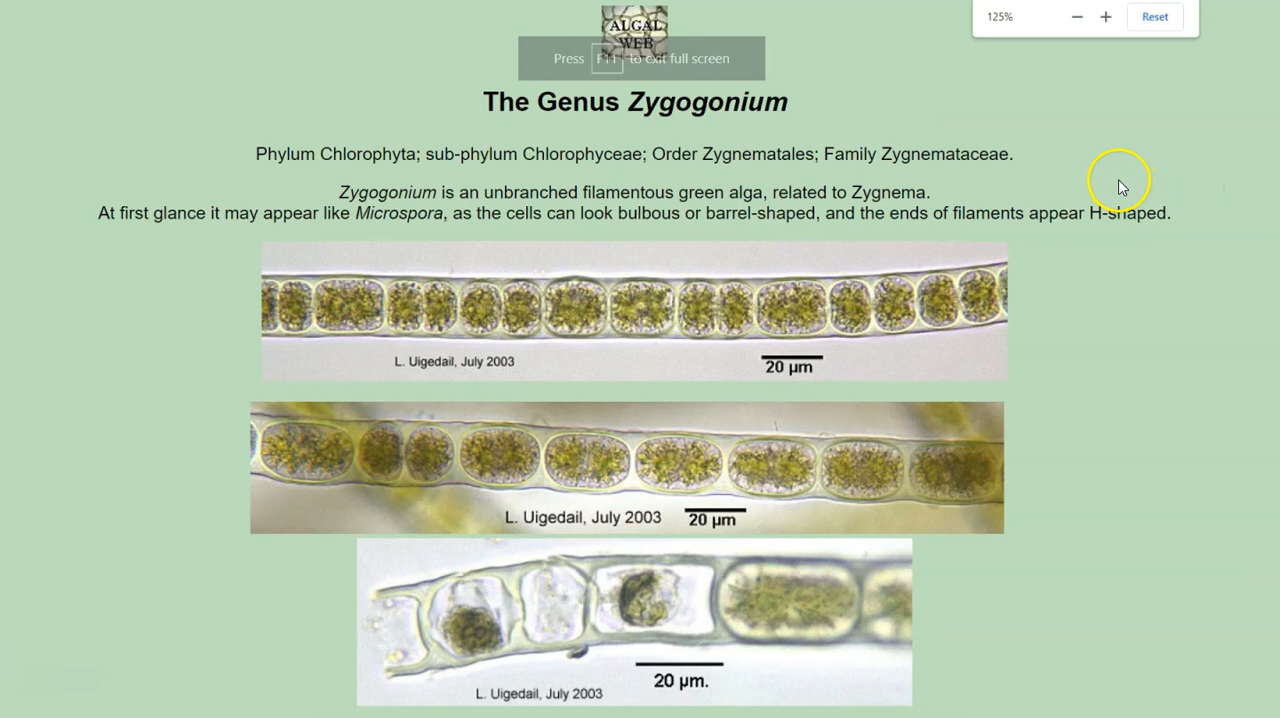 125%
Reset
ALGAL
WEB
Press F11 to exit full screen
The Genus Zygogonium
Phylum Chlorophyta; sub-phylum Chlorophyceae; Order Zygnematales; Family Zygnemataceae.
Zygogonium is an unbranched filamentous green alga, related to Zygnema.
At first glance it may appear like Microspora, as the cells can look bulbous or barrel-shaped, and the ends of filaments appear H-shaped.
L. Uigedail, July 2003
20 µm
L. Uigedail, July 2003
20 µm
20 µm.
L. Uigedail, July 2003